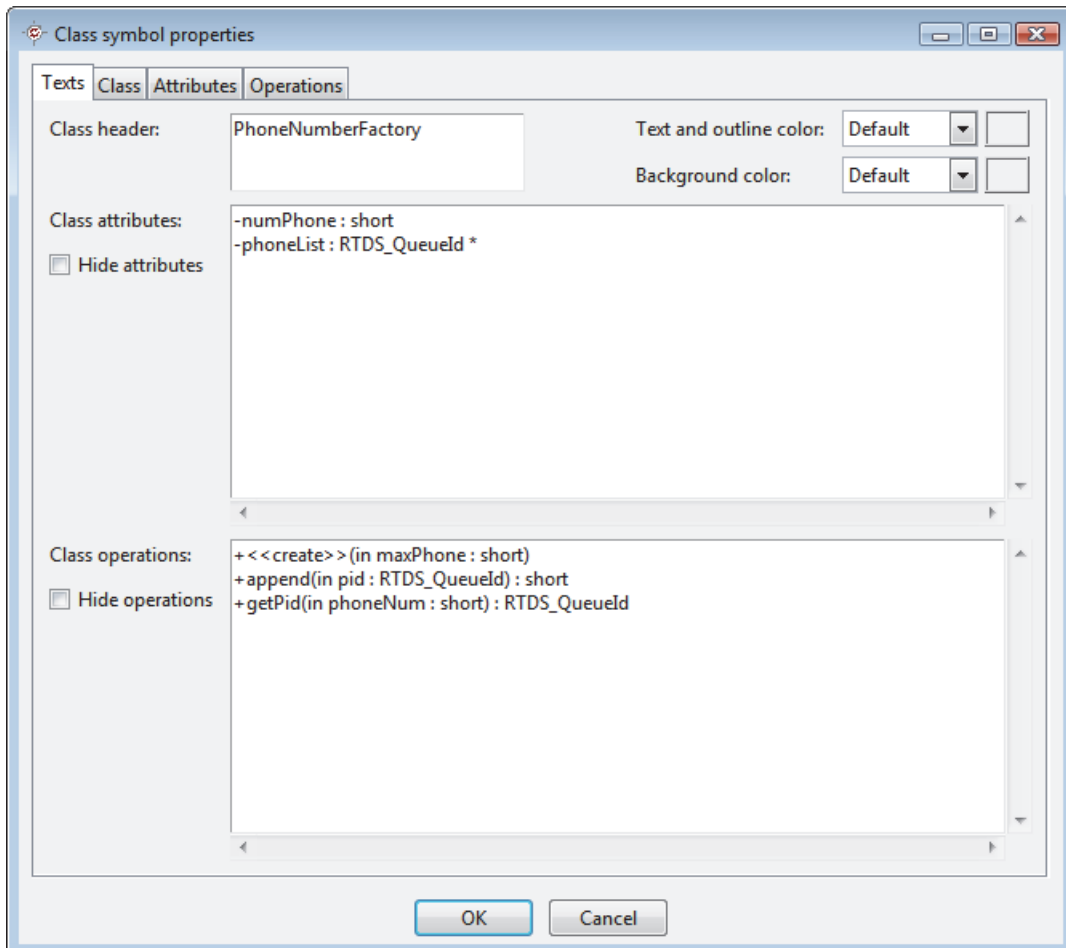 Class symbol properties
Texts Class Attributes Operations
Class header:
PhoneNumberFactory
Text and outline color:
Default
Background color:
Default
Class attributes:
-numPhone : short
-phoneList : RTDS_QueueId *
Hide attributes
Class operations:
+<<create>>(in maxPhone : short)
+append(in pid : RTDS_QueueId) : short
+getPid(in phoneNum : short) : RTDS_QueueId
Hide operations
OK
Cancel